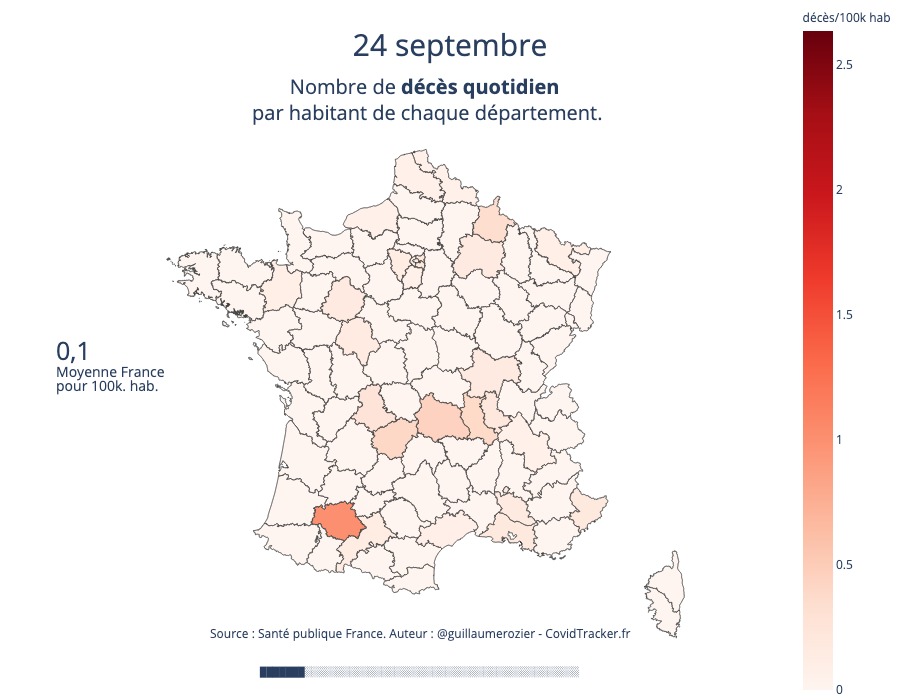 24 septembre
Nombre de décès quotidien
par habitant de chaque département.
décès/100k hab
2.5
2
1.5
1
0.5
0
0,1
Moyenne France
pour 100k. hab.
Source : Santé publique France. Auteur : @guillaumerozier - CovidTracker.fr